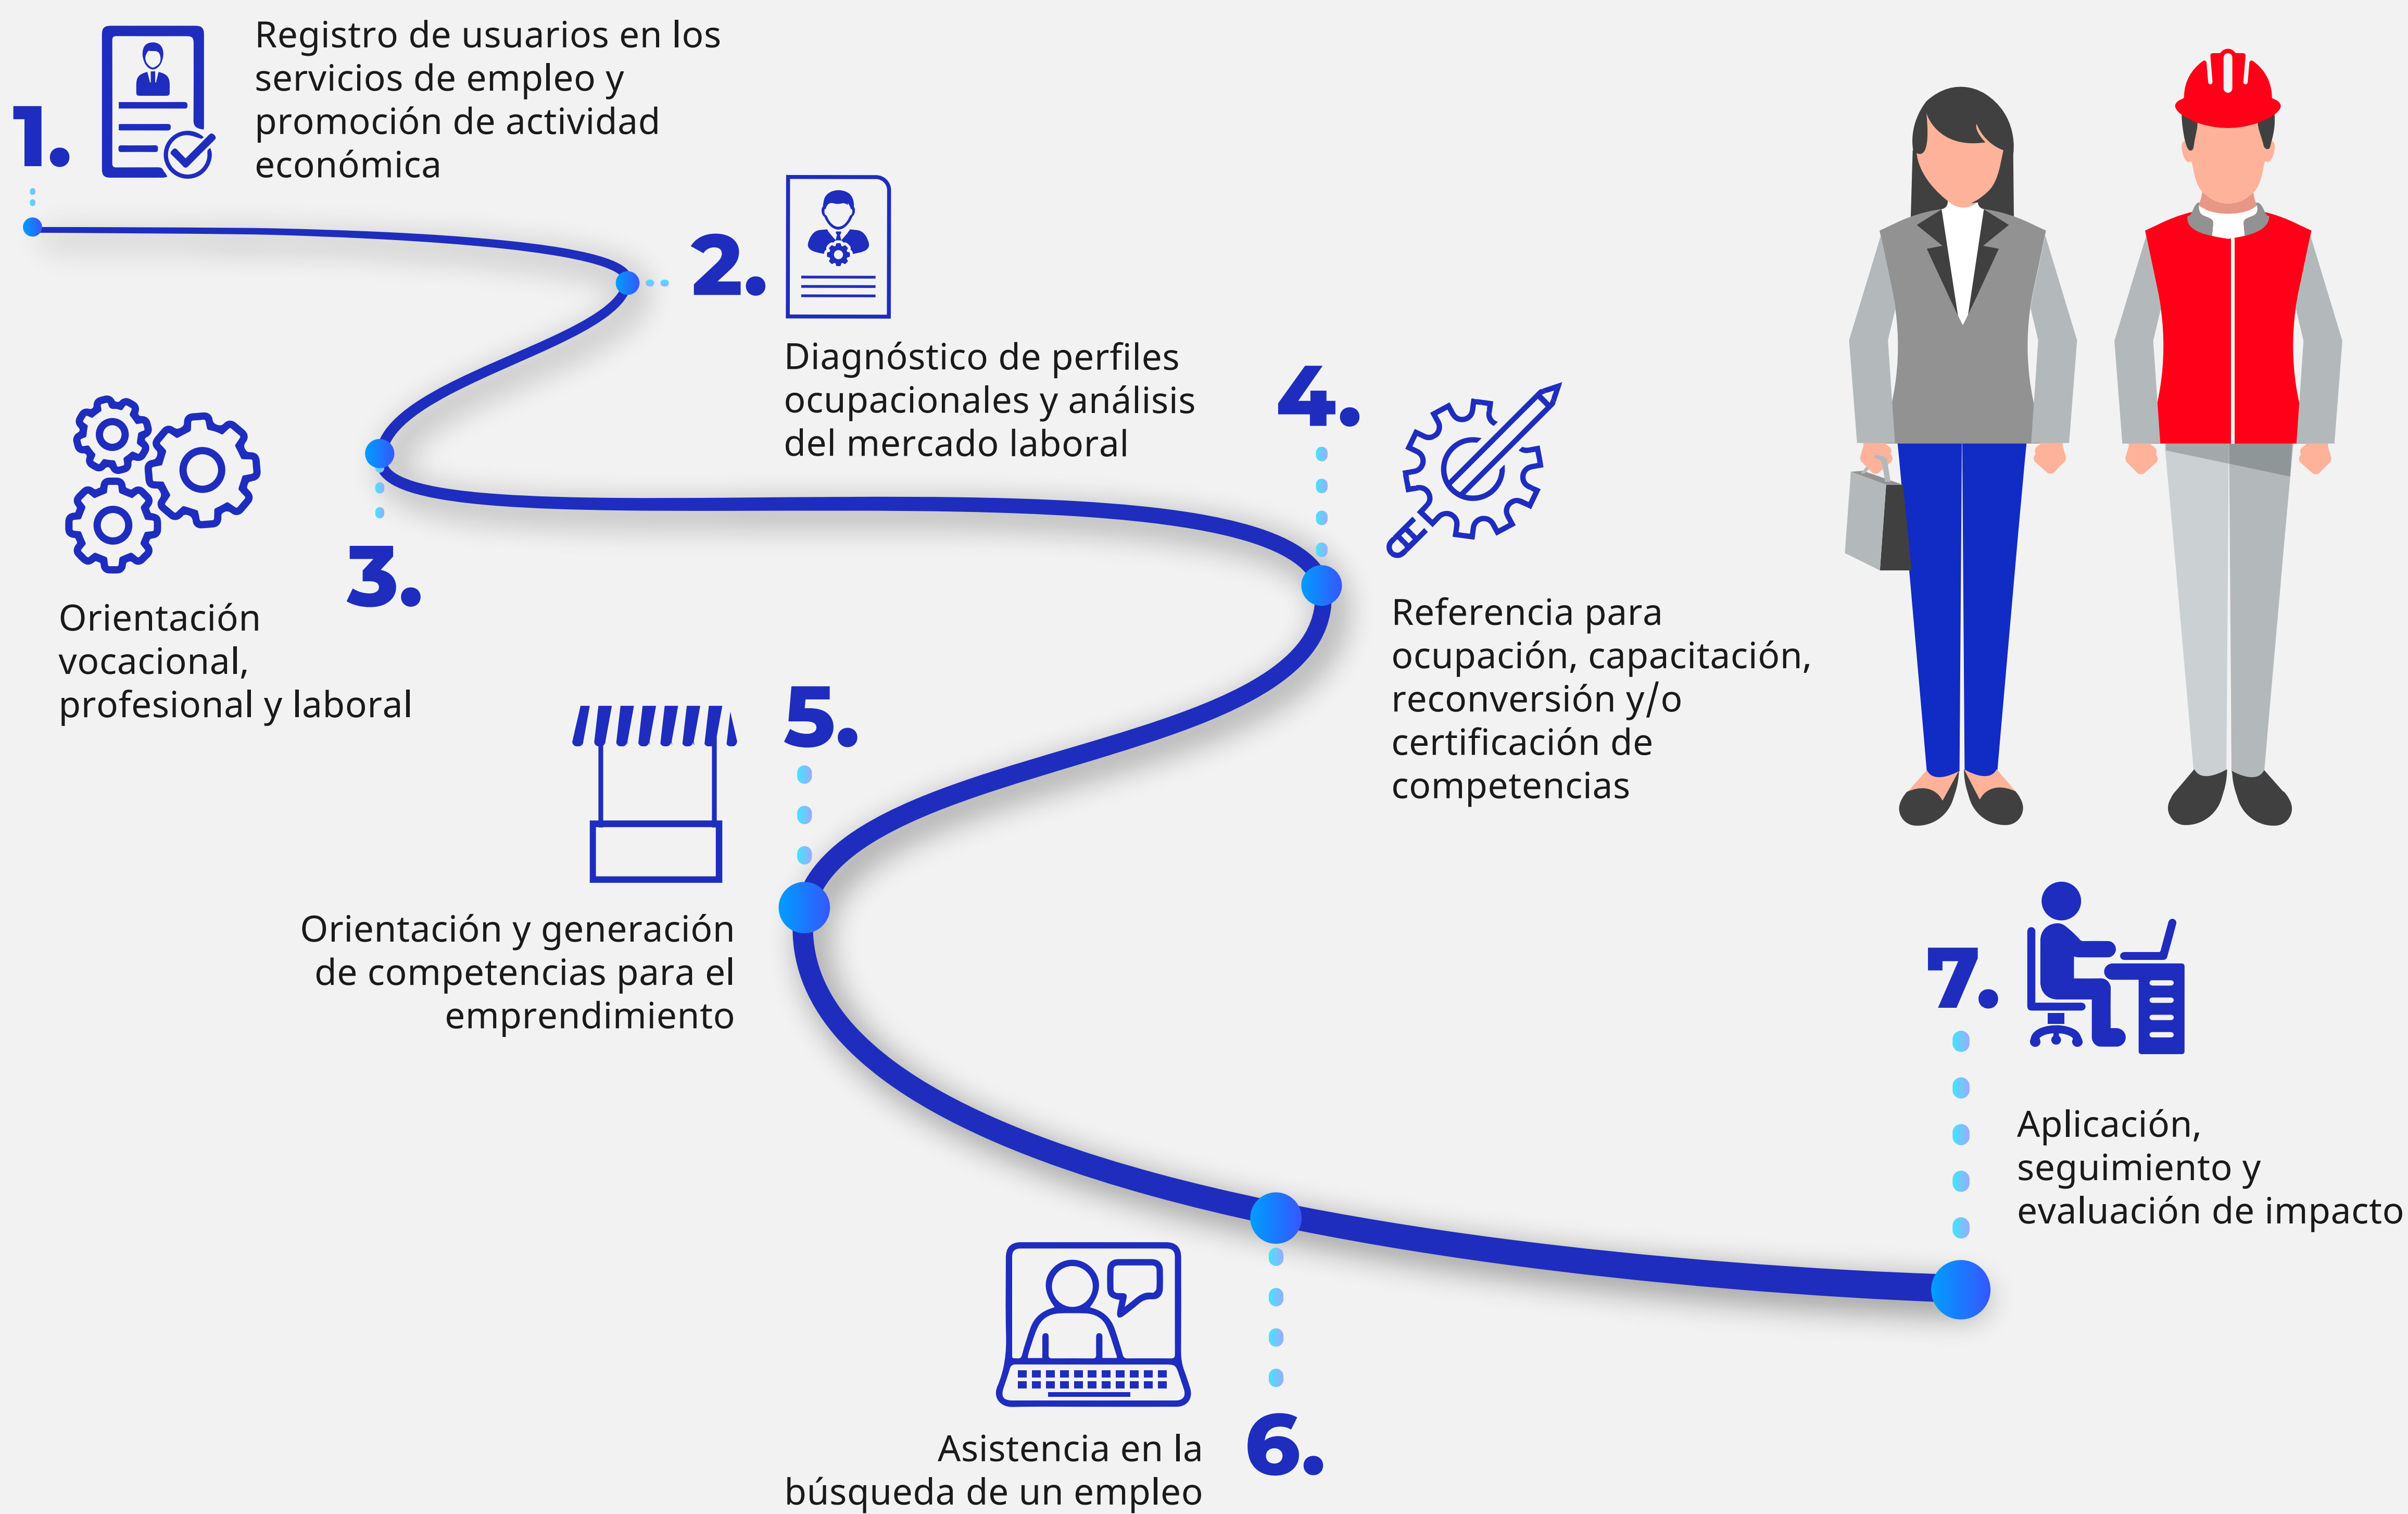 1.
Registro de usuarios en los
servicios de empleo y
promoción de actividad
económica
2.
Diagnóstico de perfiles
ocupacionales y análisis
del mercado laboral
3.
Orientación
vocacional,
profesional y laboral
4.
Referencia para
ocupación, capacitación,
reconversión y/o
certificación de
competencias
5.
Orientación y generación
de competencias para el
emprendimiento
6.
Asistencia en la
búsqueda de un empleo
7.
Aplicación,
seguimiento y
evaluación de impacto